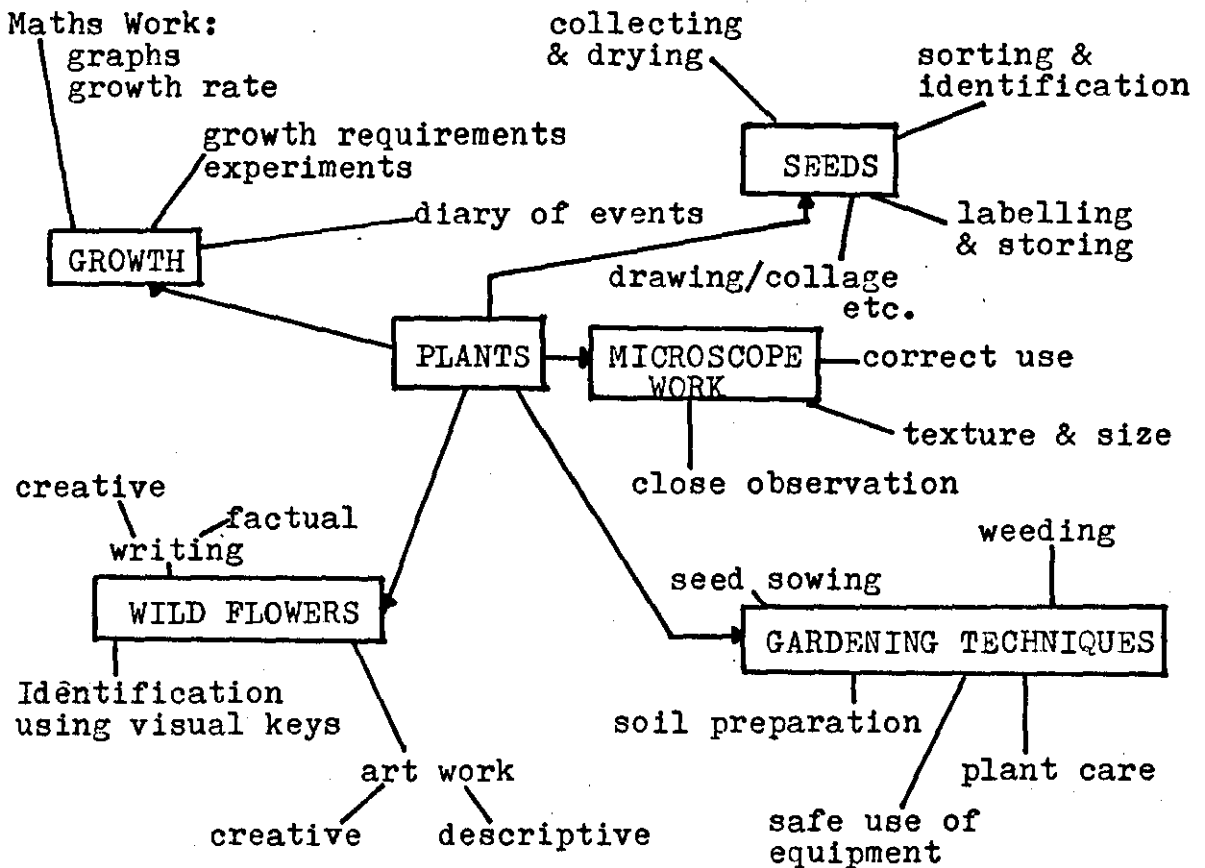 Maths Work:
graphs
growth rate
growth requirements
experiments
diary of events
GROWTH
collecting
& drying
sorting &
identification
SEEDS
labelling
& storing
drawing/collage
etc.
PLANTS
MICROSCOPE
WORK
correct use
texture & size
close observation
creative
factual
writing
WILD FLOWERS
Identification
using visual keys
art work
creative
descriptive
weeding
seed sowing
GARDENING TECHNIQUES
soil preparation
plant care
safe use of
equipment